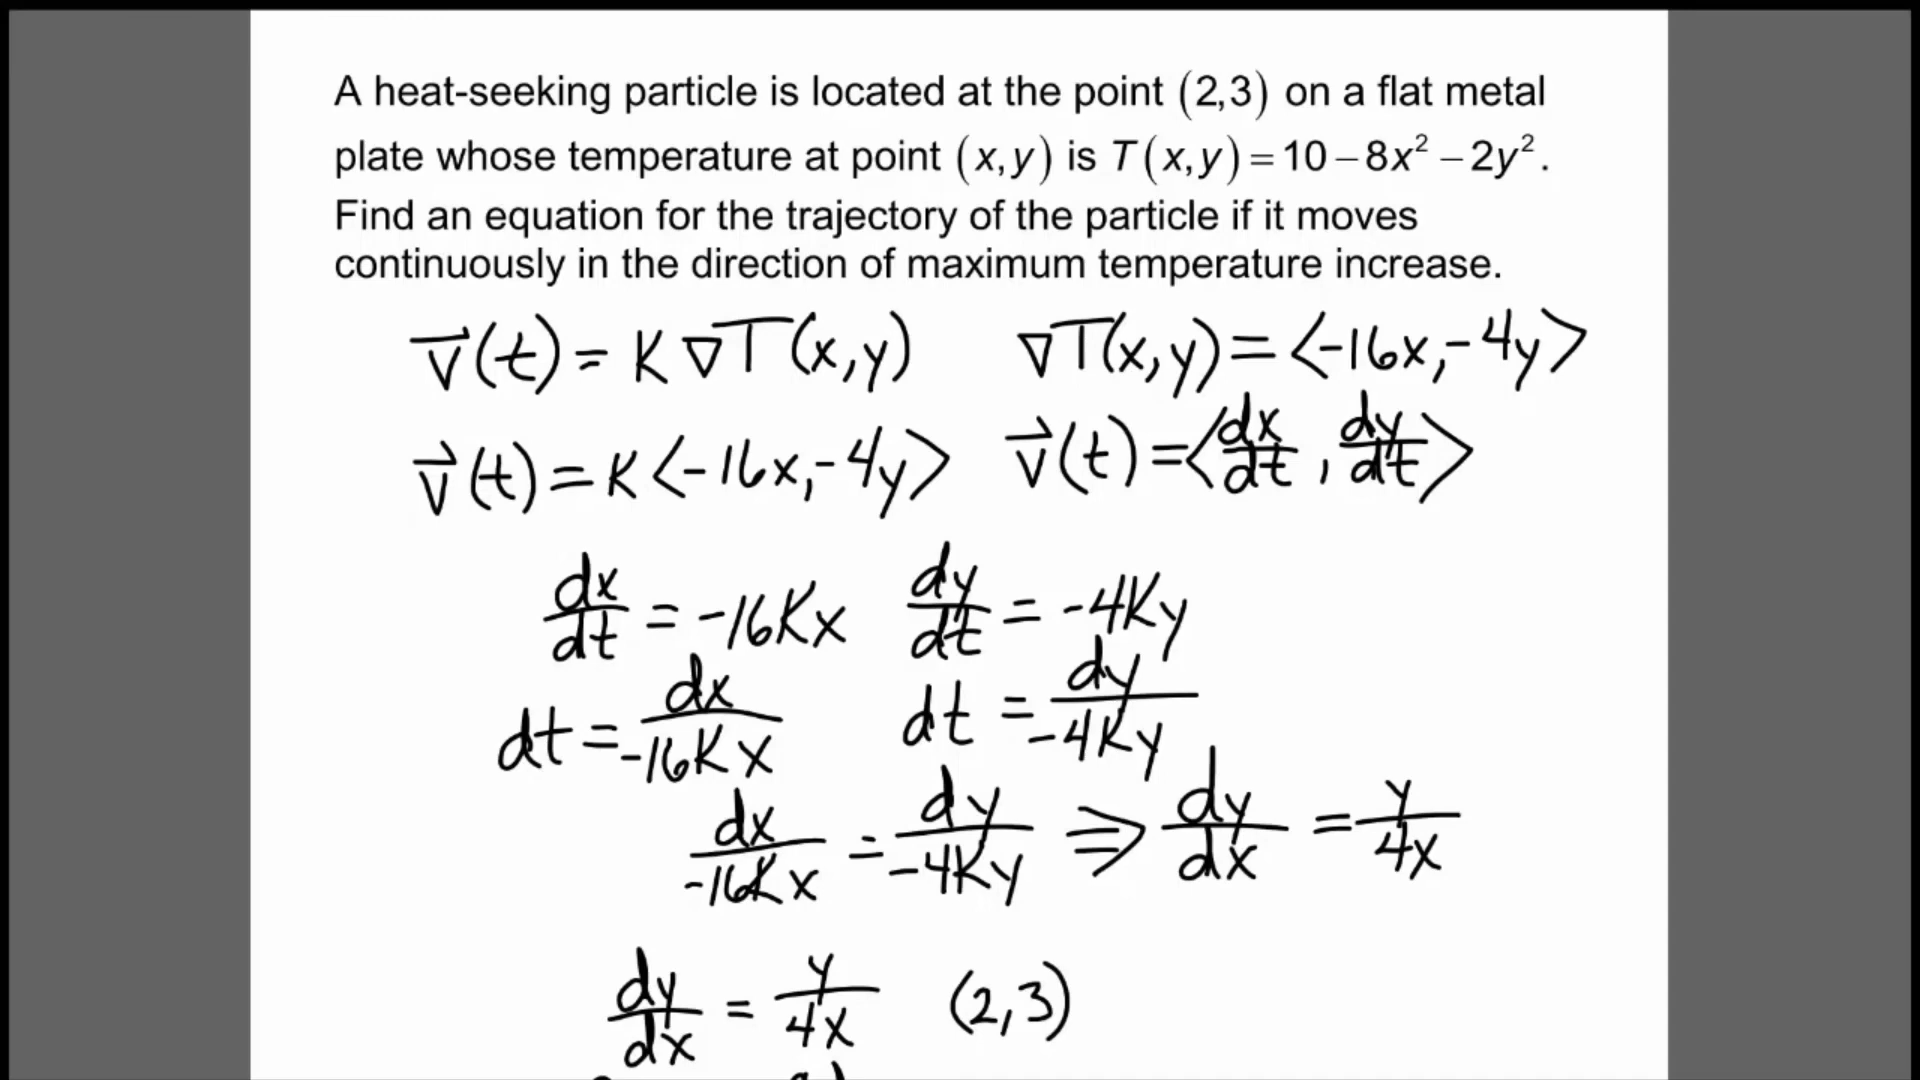 A heat-seeking particle is located at the point (2,3) on a flat metal
plate whose temperature at point (x,y) is T(x,y)=10−8x²−2y².
Find an equation for the trajectory of the particle if it moves
continuously in the direction of maximum temperature increase.
v⃗(t) = K∇T(x,y)   ∇T(x,y) = ⟨-16x,-4y⟩
v⃗(t) = K⟨-16x,-4y⟩   v⃗(t) = ⟨dx/dt, dy/dt⟩
dx/dt = -16Kx   dy/dt = -4Ky
dt = dx/-16Kx   dt = dy/-4Ky
dx/-16Kx = dy/-4Ky ⇒ dy/dx = y/4x
dy/dx = y/4x   (2,3)